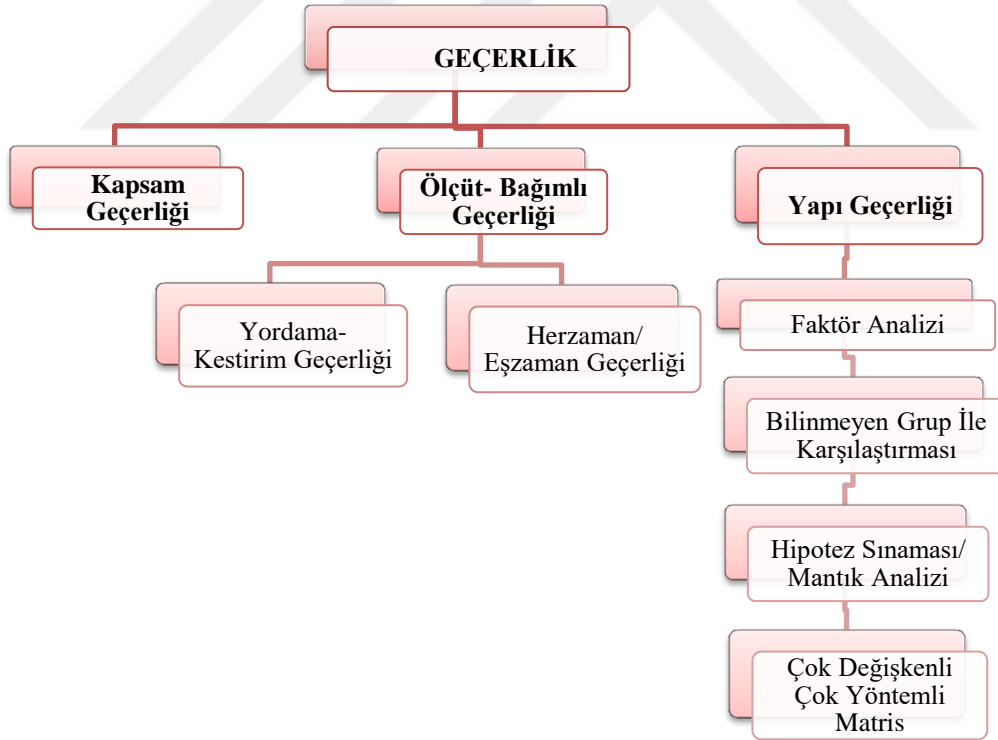 GEÇERLİK
Kapsam
Geçerliği
Ölçüt- Bağımlı
Geçerliği
Yapı Geçerliği
Yordama-
Kestirim Geçerliği
Herzaman/
Eşzaman Geçerliği
Faktör Analizi
Bilinmeyen Grup İle
Karşılaştırması
Hipotez Sınaması/
Mantık Analizi
Çok Değişkenli
Çok Yöntemli
Matris